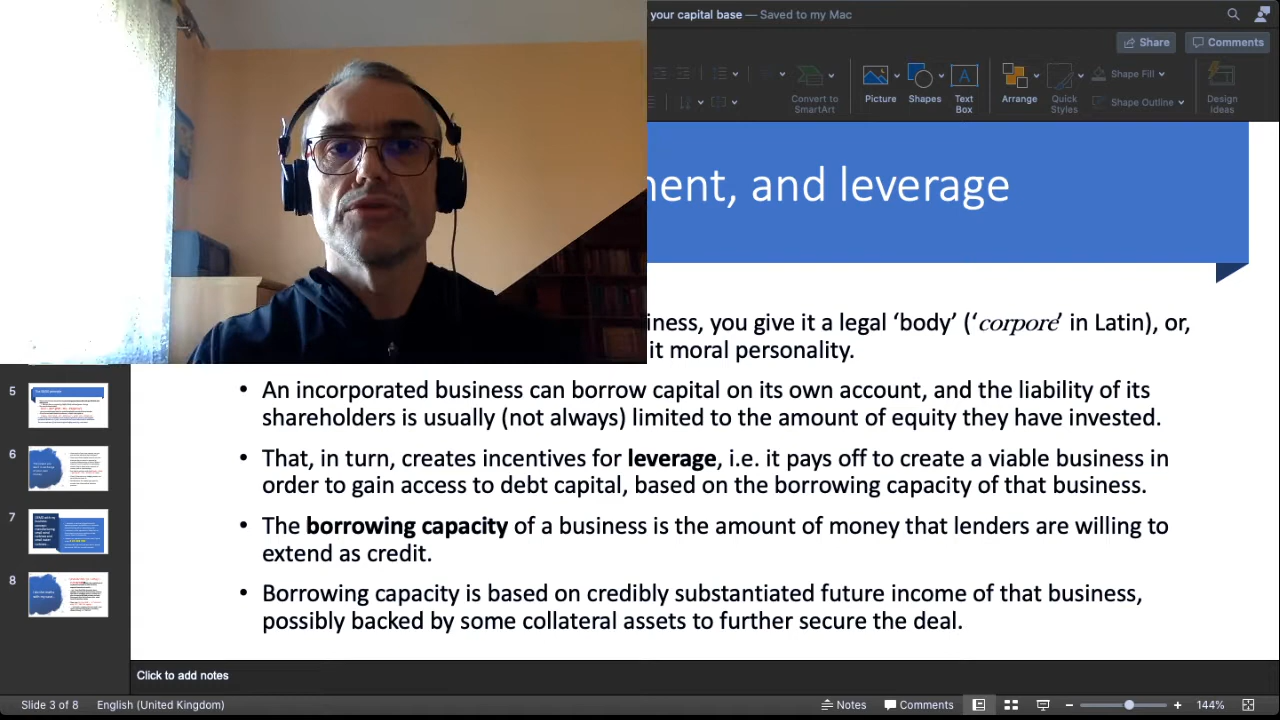 your capital base — Saved to my Mac
Share
Comments
Convert to
SmartArt
Picture
Shapes
Text
Box
Arrange
Quick
Styles
Shape Fill
Shape Outline
Design
Ideas
nent, and leverage
iness, you give it a legal ‘body’ (‘corpore’ in Latin), or,
it moral personality.
• An incorporated business can borrow capital on its own account, and the liability of its
shareholders is usually (not always) limited to the amount of equity they have invested.
• That, in turn, creates incentives for leverage, i.e. it pays off to create a viable business in
order to gain access to debt capital, based on the borrowing capacity of that business.
• The borrowing capacity of a business is the amount of money that lenders are willing to
extend as credit.
• Borrowing capacity is based on credibly substantiated future income of that business,
possibly backed by some collateral assets to further secure the deal.
5
6
7
8
Click to add notes
Slide 3 of 8 English (United Kingdom) Notes Comments 144%